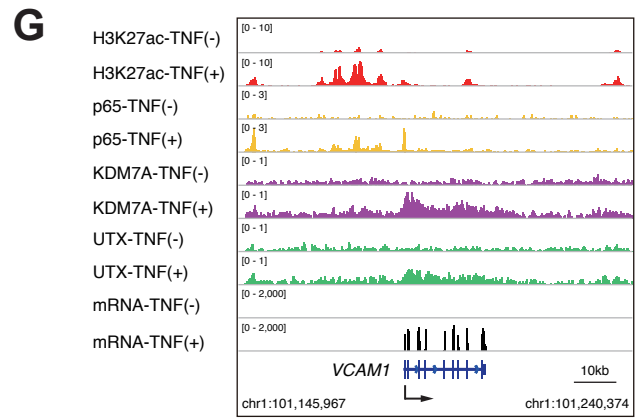 G
H3K27ac-TNF(-) [0 - 10]
H3K27ac-TNF(+) [0 - 10]
p65-TNF(-) [0 - 3]
p65-TNF(+) [0 - 3]
KDM7A-TNF(-) [0 - 1]
KDM7A-TNF(+) [0 - 1]
UTX-TNF(-) [0 - 1]
UTX-TNF(+) [0 - 1]
mRNA-TNF(-) [0 - 2,000]
mRNA-TNF(+) [0 - 2,000]
VCAM1 10kb
chr1:101,145,967 chr1:101,240,374